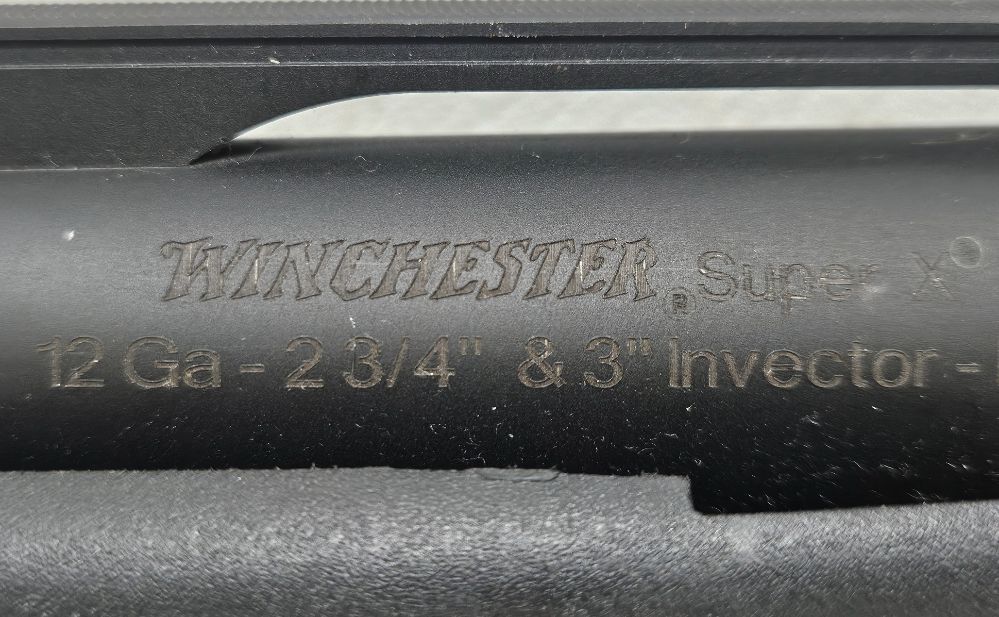 WINCHESTER® Super X
12 Ga - 2 3/4" & 3" Invector -